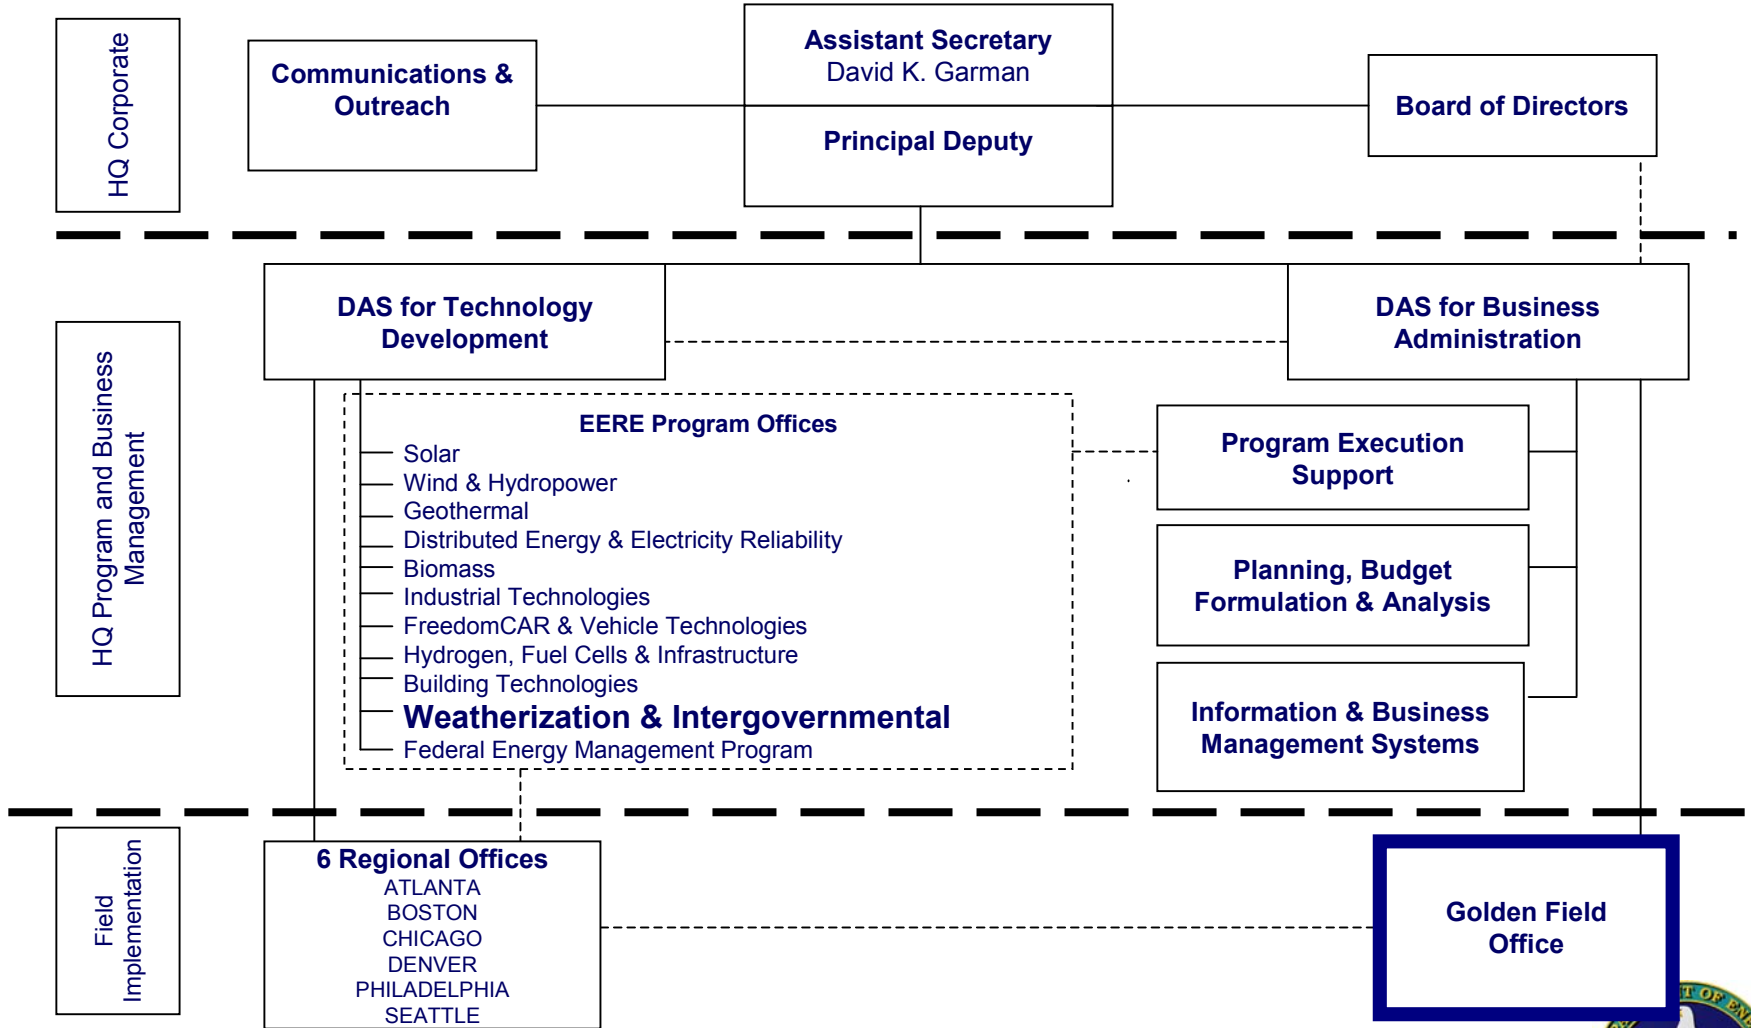 HQ Corporate
Communications &
Outreach
Assistant Secretary
David K. Garman
Principal Deputy
Board of Directors
HQ Program and Business
Management
DAS for Technology
Development
DAS for Business
Administration
EERE Program Offices
Solar
Wind & Hydropower
Geothermal
Distributed Energy & Electricity Reliability
Biomass
Industrial Technologies
FreedomCAR & Vehicle Technologies
Hydrogen, Fuel Cells & Infrastructure
Building Technologies
Weatherization & Intergovernmental
Federal Energy Management Program
Program Execution
Support
Planning, Budget
Formulation & Analysis
Information & Business
Management Systems
Field
Implementation
6 Regional Offices
ATLANTA
BOSTON
CHICAGO
DENVER
PHILADELPHIA
SEATTLE
Golden Field
Office
OF